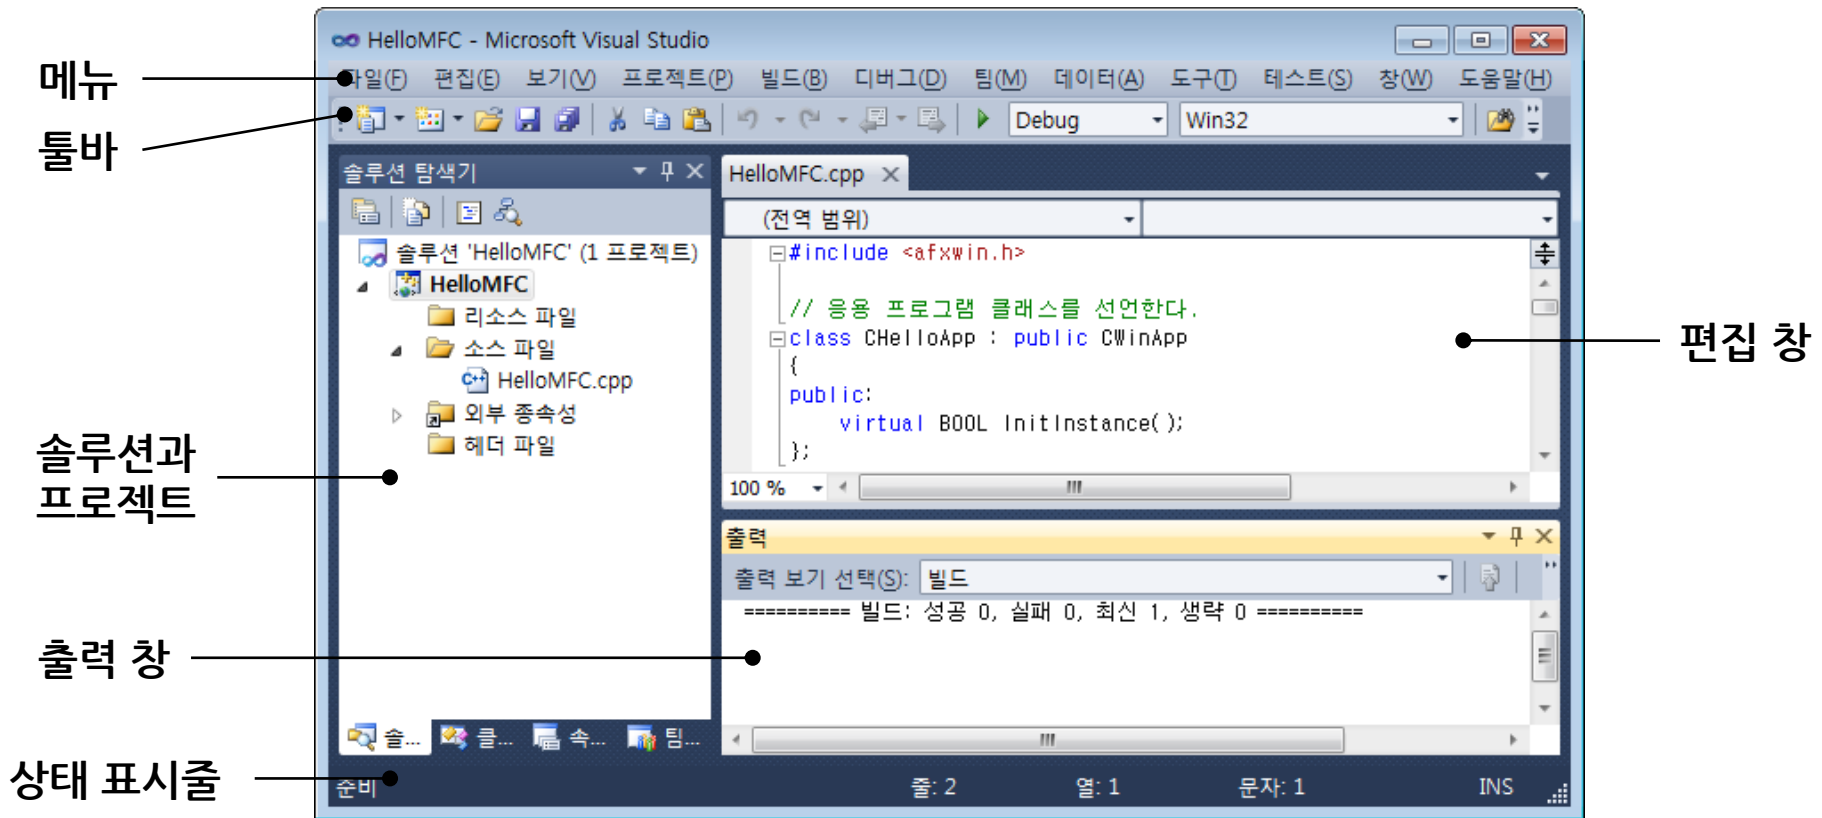 HelloMFC - Microsoft Visual Studio
메뉴
파일(F) 편집(E) 보기(V) 프로젝트(P) 빌드(B) 디버그(D) 팀(M) 데이터(A) 도구(T) 테스트(S) 창(W) 도움말(H)
툴바
Debug Win32
솔루션 탐색기
솔루션 'HelloMFC' (1 프로젝트)
HelloMFC
리소스 파일
소스 파일
HelloMFC.cpp
외부 종속성
헤더 파일
솔루션과
프로젝트
솔... 클... 속... 팀...
HelloMFC.cpp
(전역 범위)
#include <afxwin.h>
// 응용 프로그램 클래스를 선언한다.
class CHelloApp : public CWinApp
{
public:
virtual BOOL InitInstance();
};
100 %
편집 창
출력
출력 보기 선택(S): 빌드
========== 빌드: 성공 0, 실패 0, 최신 1, 생략 0 ==========
출력 창
상태 표시줄
준비 줄: 2 열: 1 문자: 1 INS